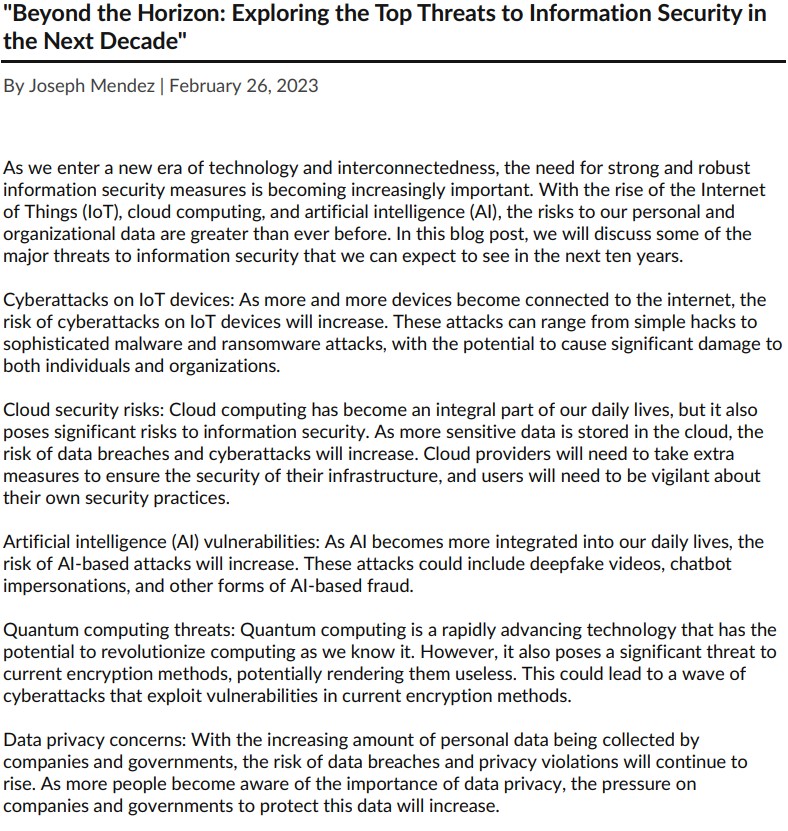 "Beyond the Horizon: Exploring the Top Threats to Information Security in
the Next Decade"
By Joseph Mendez | February 26, 2023
As we enter a new era of technology and interconnectedness, the need for strong and robust
information security measures is becoming increasingly important. With the rise of the Internet
of Things (IoT), cloud computing, and artificial intelligence (AI), the risks to our personal and
organizational data are greater than ever before. In this blog post, we will discuss some of the
major threats to information security that we can expect to see in the next ten years.
Cyberattacks on IoT devices: As more and more devices become connected to the internet, the
risk of cyberattacks on IoT devices will increase. These attacks can range from simple hacks to
sophisticated malware and ransomware attacks, with the potential to cause significant damage to
both individuals and organizations.
Cloud security risks: Cloud computing has become an integral part of our daily lives, but it also
poses significant risks to information security. As more sensitive data is stored in the cloud, the
risk of data breaches and cyberattacks will increase. Cloud providers will need to take extra
measures to ensure the security of their infrastructure, and users will need to be vigilant about
their own security practices.
Artificial intelligence (AI) vulnerabilities: As AI becomes more integrated into our daily lives, the
risk of AI-based attacks will increase. These attacks could include deepfake videos, chatbot
impersonations, and other forms of AI-based fraud.
Quantum computing threats: Quantum computing is a rapidly advancing technology that has the
potential to revolutionize computing as we know it. However, it also poses a significant threat to
current encryption methods, potentially rendering them useless. This could lead to a wave of
cyberattacks that exploit vulnerabilities in current encryption methods.
Data privacy concerns: With the increasing amount of personal data being collected by
companies and governments, the risk of data breaches and privacy violations will continue to
rise. As more people become aware of the importance of data privacy, the pressure on
companies and governments to protect this data will increase.